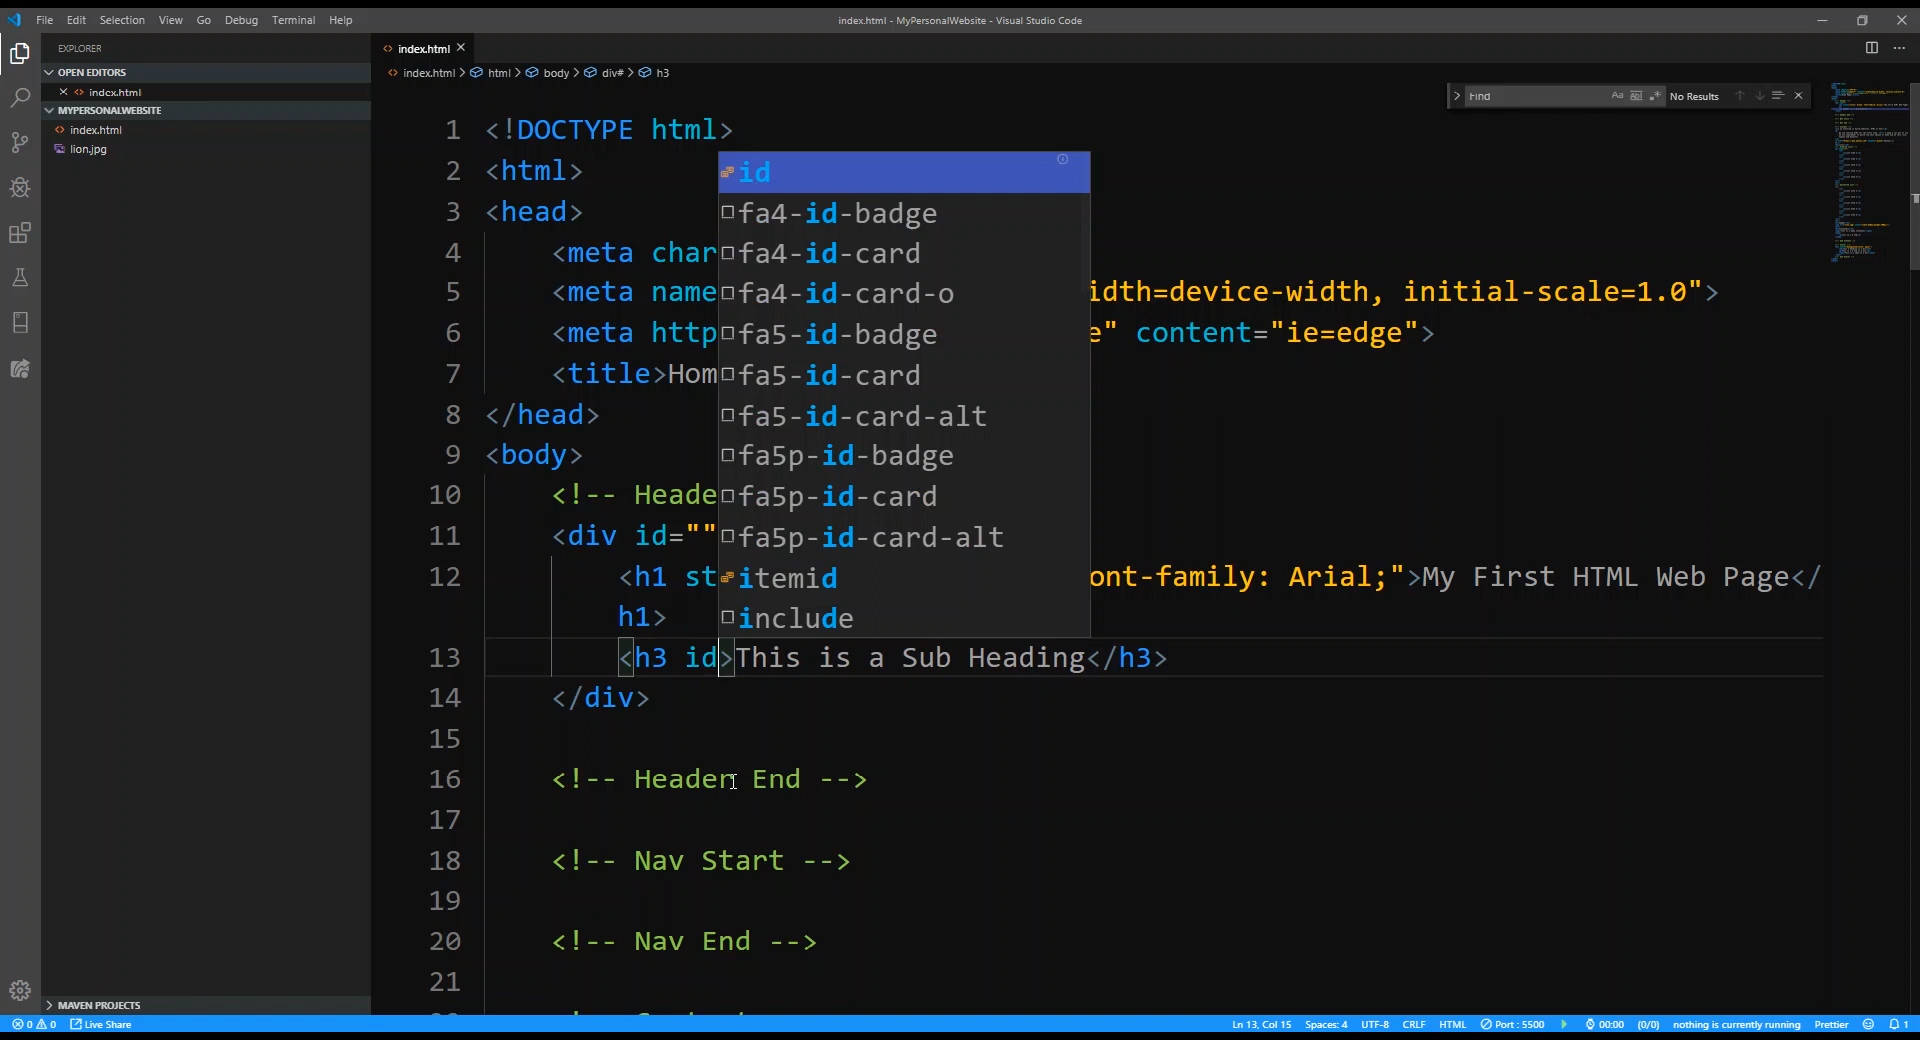 File Edit Selection View Go Debug Terminal Help
index.html - MyPersonalWebsite - Visual Studio Code
EXPLORER
OPEN EDITORS
index.html
MYPERSONALWEBSITE
index.html
lion.jpg
MAVEN PROJECTS
index.html
index.html > html > body > div# > h3
Find Aa Abl .* No Results
1 <!DOCTYPE html>
2 <html>
3 <head>
4 <meta char
5 <meta name idth=device-width, initial-scale=1.0">
6 <meta http e" content="ie=edge">
7 <title>Hom
8 </head>
9 <body>
10 <!-- Heade
11 <div id=""
12 <h1 st ont-family: Arial;">My First HTML Web Page</
h1>
13 <h3 id>This is a Sub Heading</h3>
14 </div>
15
16 <!-- Header End -->
17
18 <!-- Nav Start -->
19
20 <!-- Nav End -->
21
id
fa4-id-badge
fa4-id-card
fa4-id-card-o
fa5-id-badge
fa5-id-card
fa5-id-card-alt
fa5p-id-badge
fa5p-id-card
fa5p-id-card-alt
itemid
include
0 0 Live Share
Ln 13, Col 15 Spaces: 4 UTF-8 CRLF HTML Port : 5500 00:00 (0/0) nothing is currently running Prettier 1